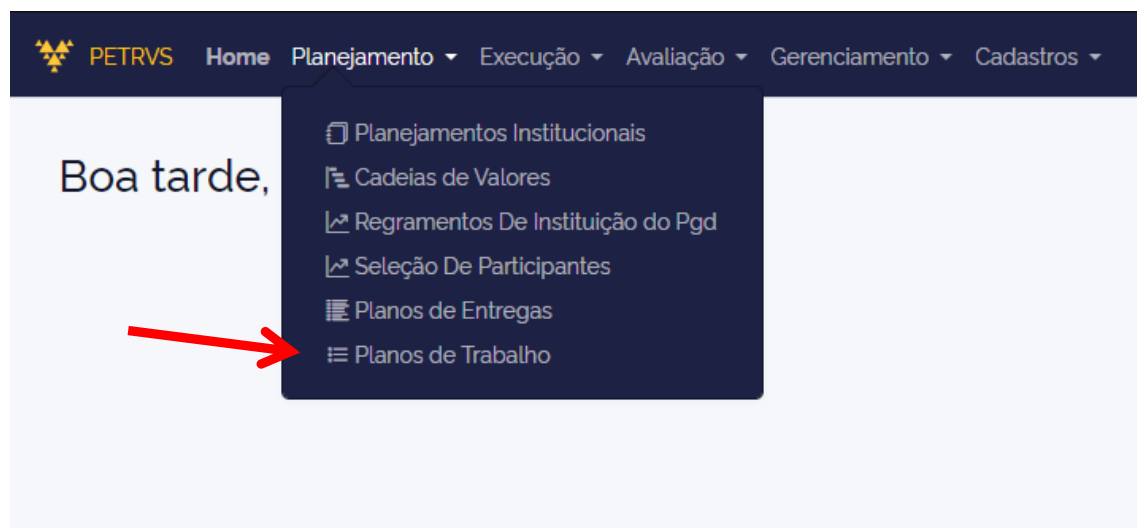 PETRVS Home Planejamento Execução Avaliação Gerenciamento Cadastros
Planejamentos Institucionais
Boa tarde,
Cadeias de Valores
Regramentos De Instituição do Pgd
Seleção De Participantes
Planos de Entregas
Planos de Trabalho